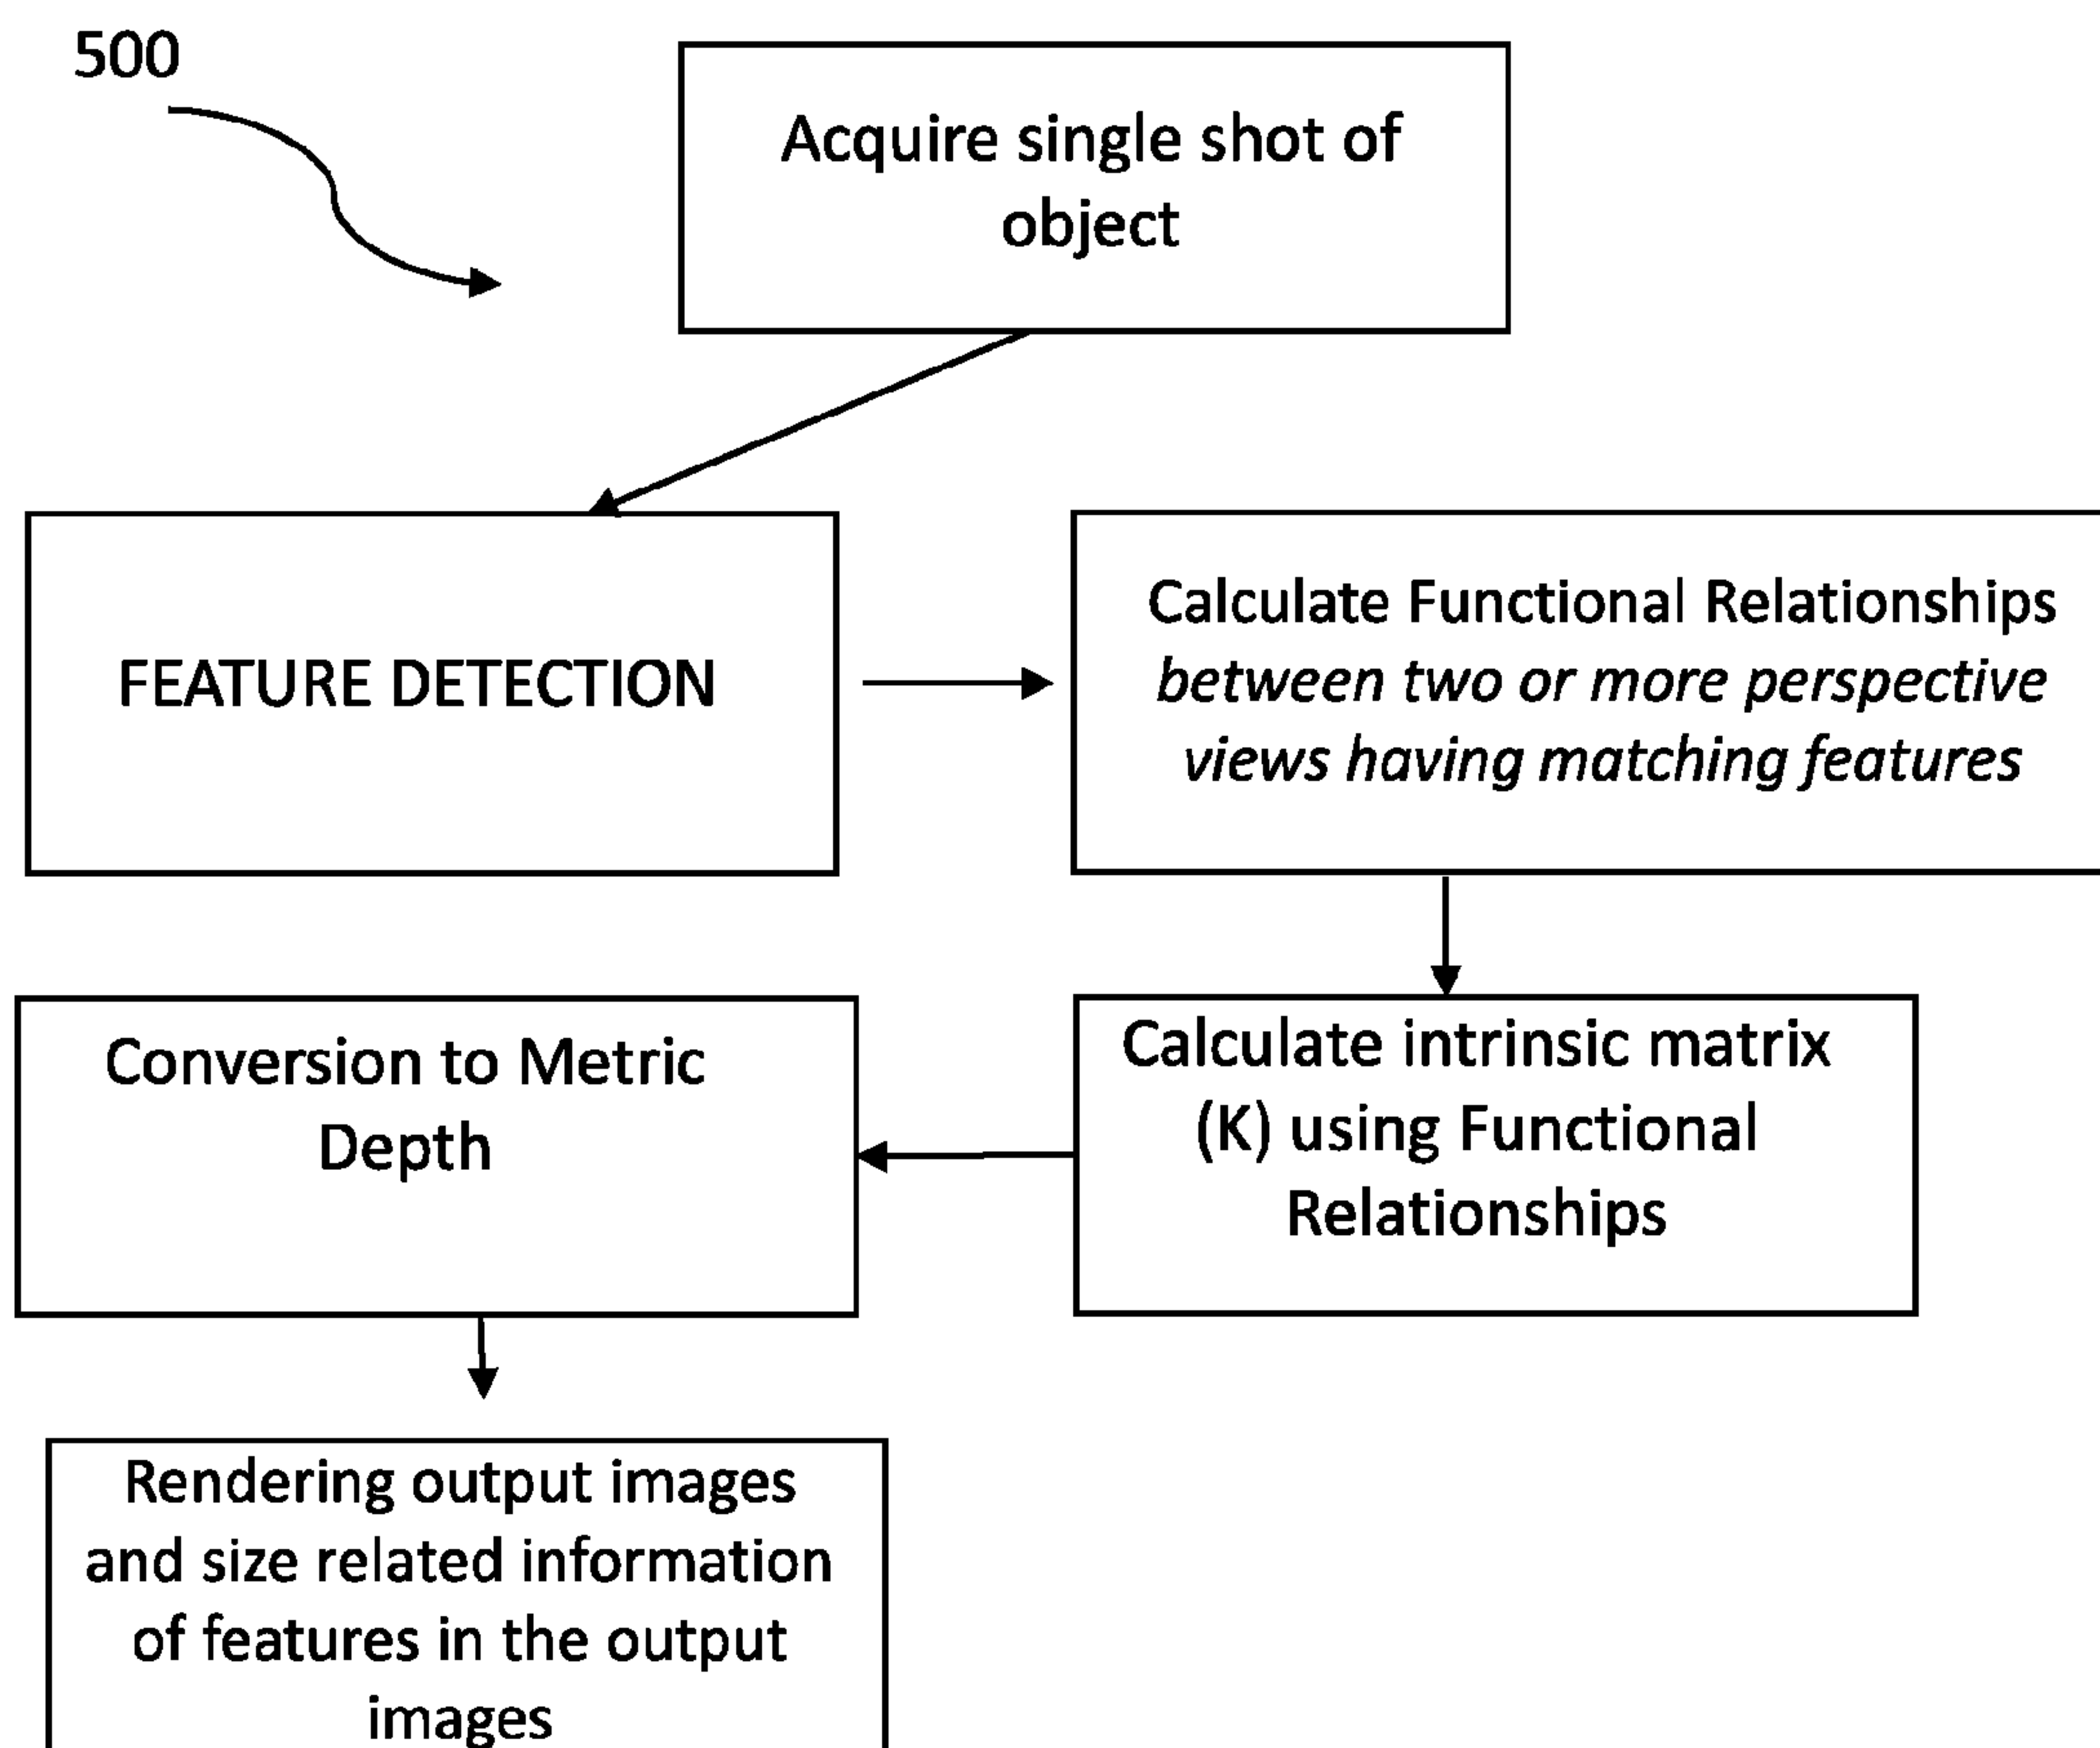 500
Acquire single shot of
object
FEATURE DETECTION
Calculate Functional Relationships
between two or more perspective
views having matching features
Calculate intrinsic matrix
(K) using Functional
Relationships
Conversion to Metric
Depth
Rendering output images
and size related information
of features in the output
images